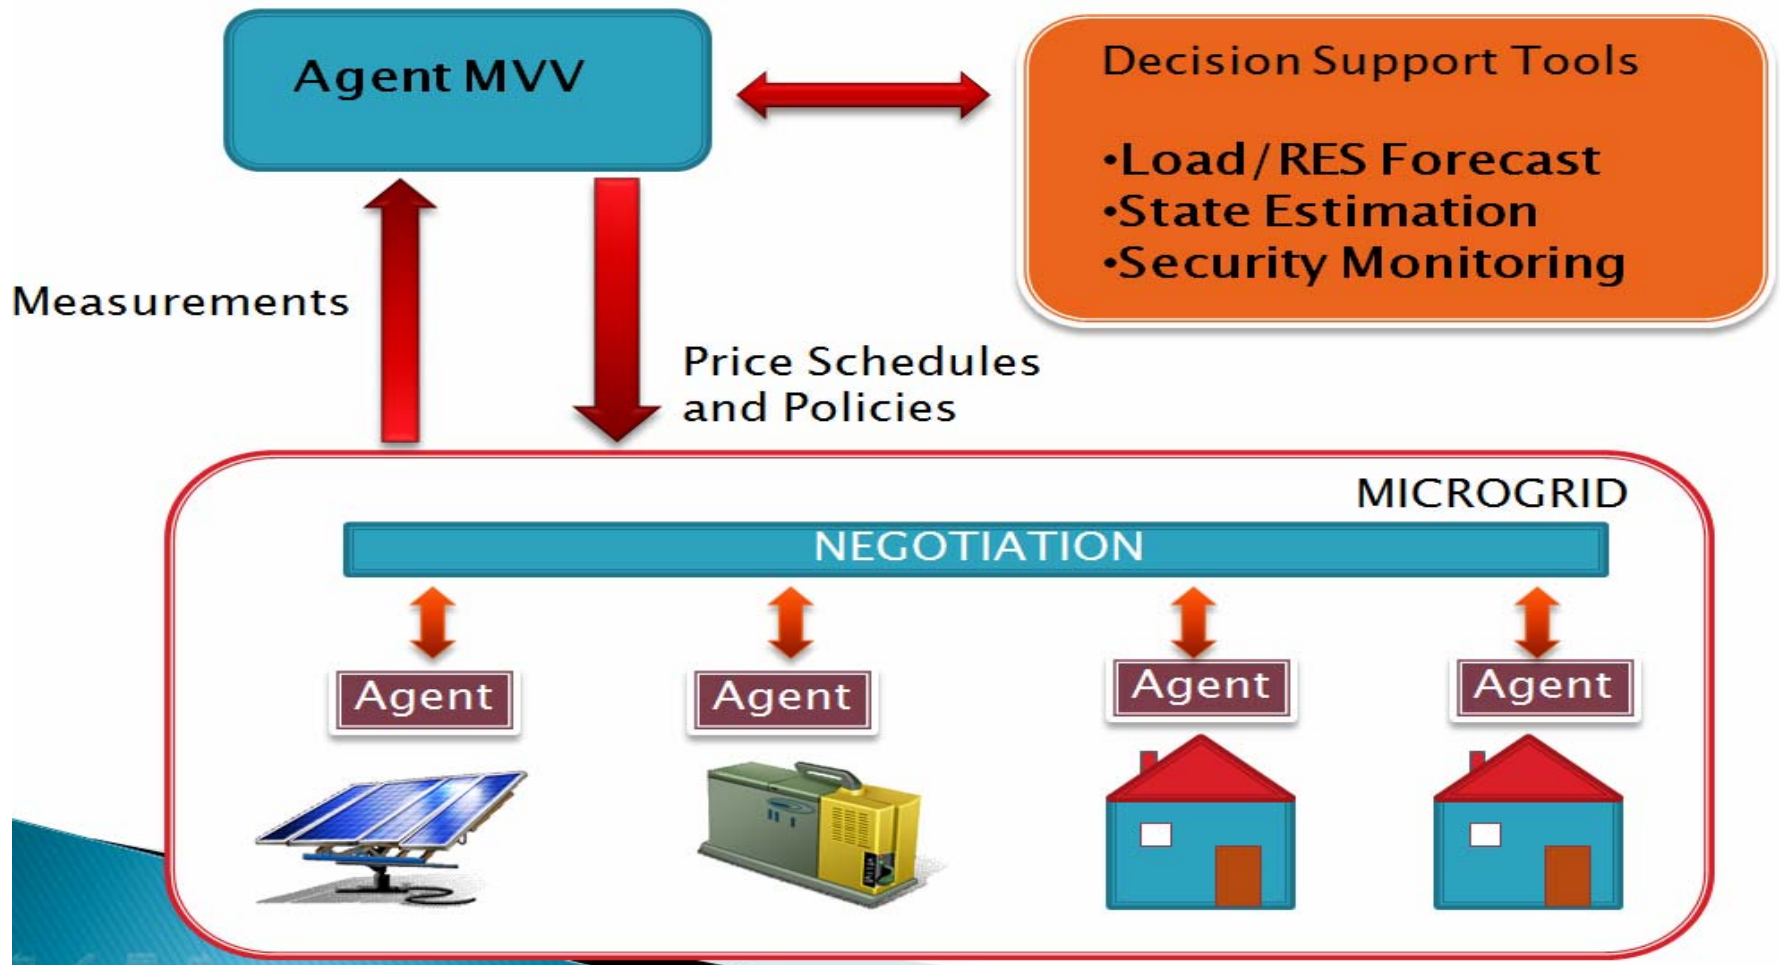 Agent MVV
Decision Support Tools
•Load/RES Forecast
•State Estimation
•Security Monitoring
Measurements
Price Schedules
and Policies
MICROGRID
NEGOTIATION
Agent
Agent
Agent
Agent